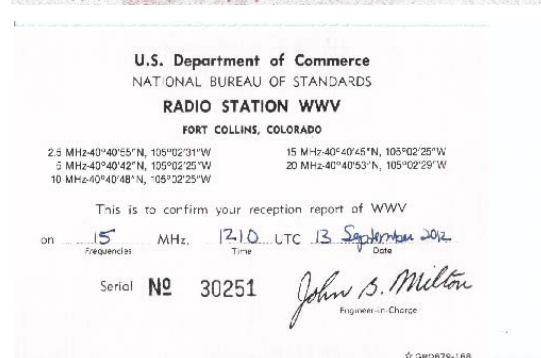 U.S. Department of Commerce
NATIONAL BUREAU OF STANDARDS
RADIO STATION WWV
FORT COLLINS, COLORADO
2.5 MHz-40°40'55"N, 105°02'31"W
5 MHz-40°40'42"N, 105°02'25"W
10 MHz-40°40'48"N, 105°02'25"W
15 MHz-40°40'45"N, 105°02'25"W
20 MHz-40°40'53"N, 105°02'29"W
This is to confirm your reception report of WWV
on 15 MHz, 1210 UTC 13 September 2012
Frequencies Time Date
Serial Nº 30251 John B. Milton
Engineer-in-Charge
☆ GPO 879-168